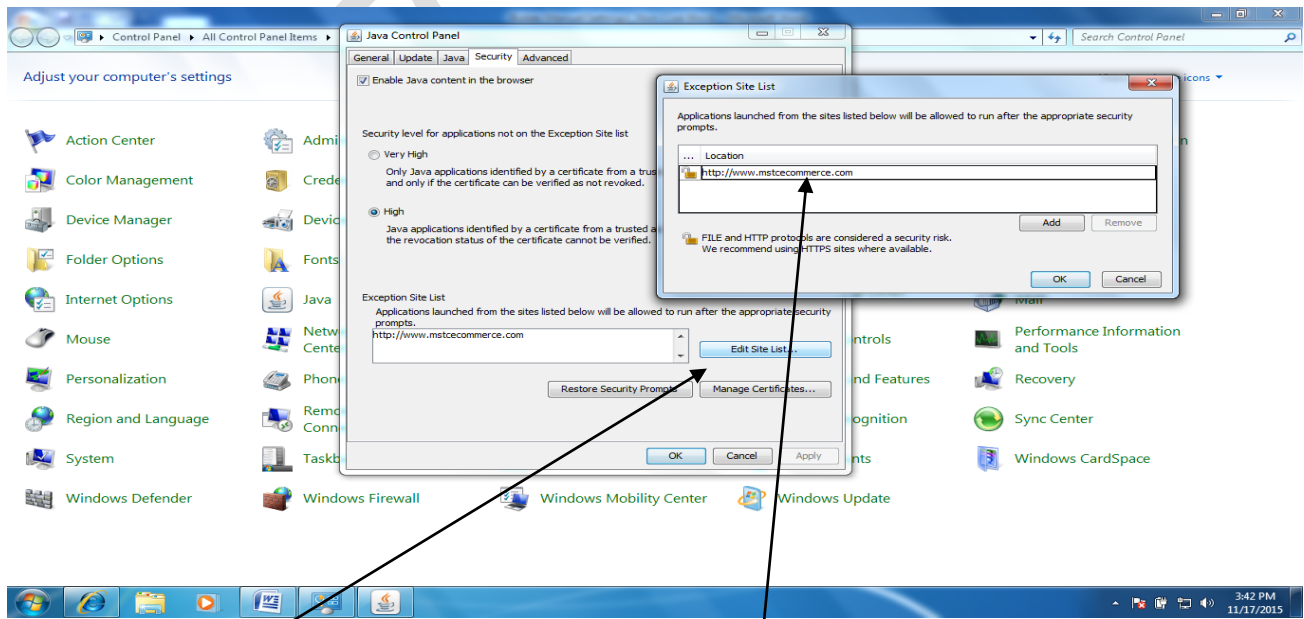 Control Panel ▸ All Control Panel Items ▸
Search Control Panel
Adjust your computer's settings
icons
Action Center
Color Management
Device Manager
Folder Options
Internet Options
Mouse
Personalization
Region and Language
System
Windows Defender
Admi
Crede
Devic
Fonts
Java
Netw
Cente
Phone
Remo
Conn
Taskb
Windows Firewall
Windows Mobility Center
Windows Update
Java Control Panel
General Update Java Security Advanced
Enable Java content in the browser
Security level for applications not on the Exception Site list
Very High
Only Java applications identified by a certificate from a trus
and only if the certificate can be verified as not revoked.
High
Java applications identified by a certificate from a trusted a
the revocation status of the certificate cannot be verified.
Exception Site List
Applications launched from the sites listed below will be allowed to run after the appropriate security
prompts.
http://www.mstcecommerce.com
Edit Site List...
Restore Security Prompts
Manage Certificates...
OK Cancel Apply
Exception Site List
Applications launched from the sites listed below will be allowed to run after the appropriate security
prompts.
... Location
http://www.mstcecommerce.com
Add Remove
FILE and HTTP protocols are considered a security risk.
We recommend using HTTPS sites where available.
OK Cancel
n
Mail
ntrols
nd Features
ognition
nts
Performance Information
and Tools
Recovery
Sync Center
Windows CardSpace
3:42 PM
11/17/2015